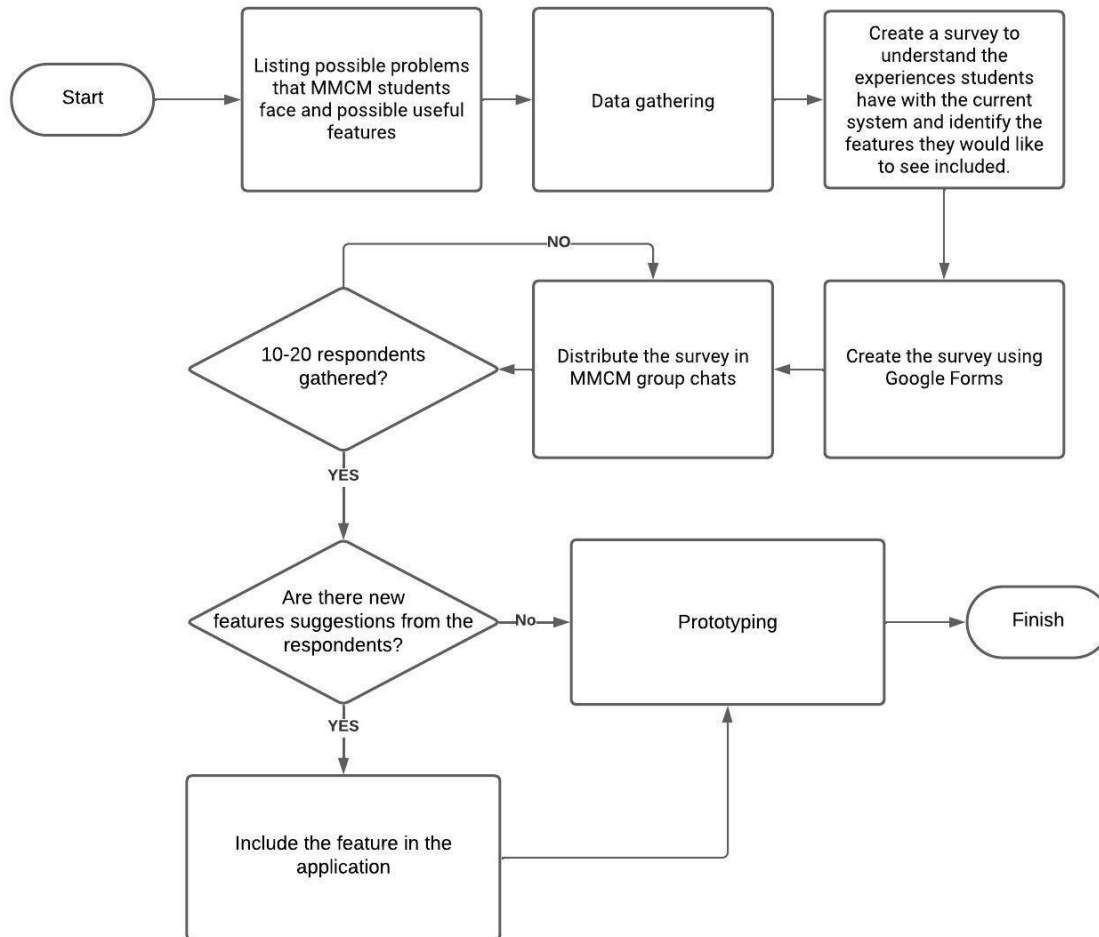 Start
Listing possible problems
that MMCM students
face and possible useful
features
Data gathering
Create a survey to
understand the
experiences students
have with the current
system and identify the
features they would like
to see included.
NO
10-20 respondents
gathered?
Distribute the survey in
MMCM group chats
Create the survey using
Google Forms
YES
Are there new
features suggestions from the
respondents?
No
Prototyping
Finish
YES
Include the feature in the
application